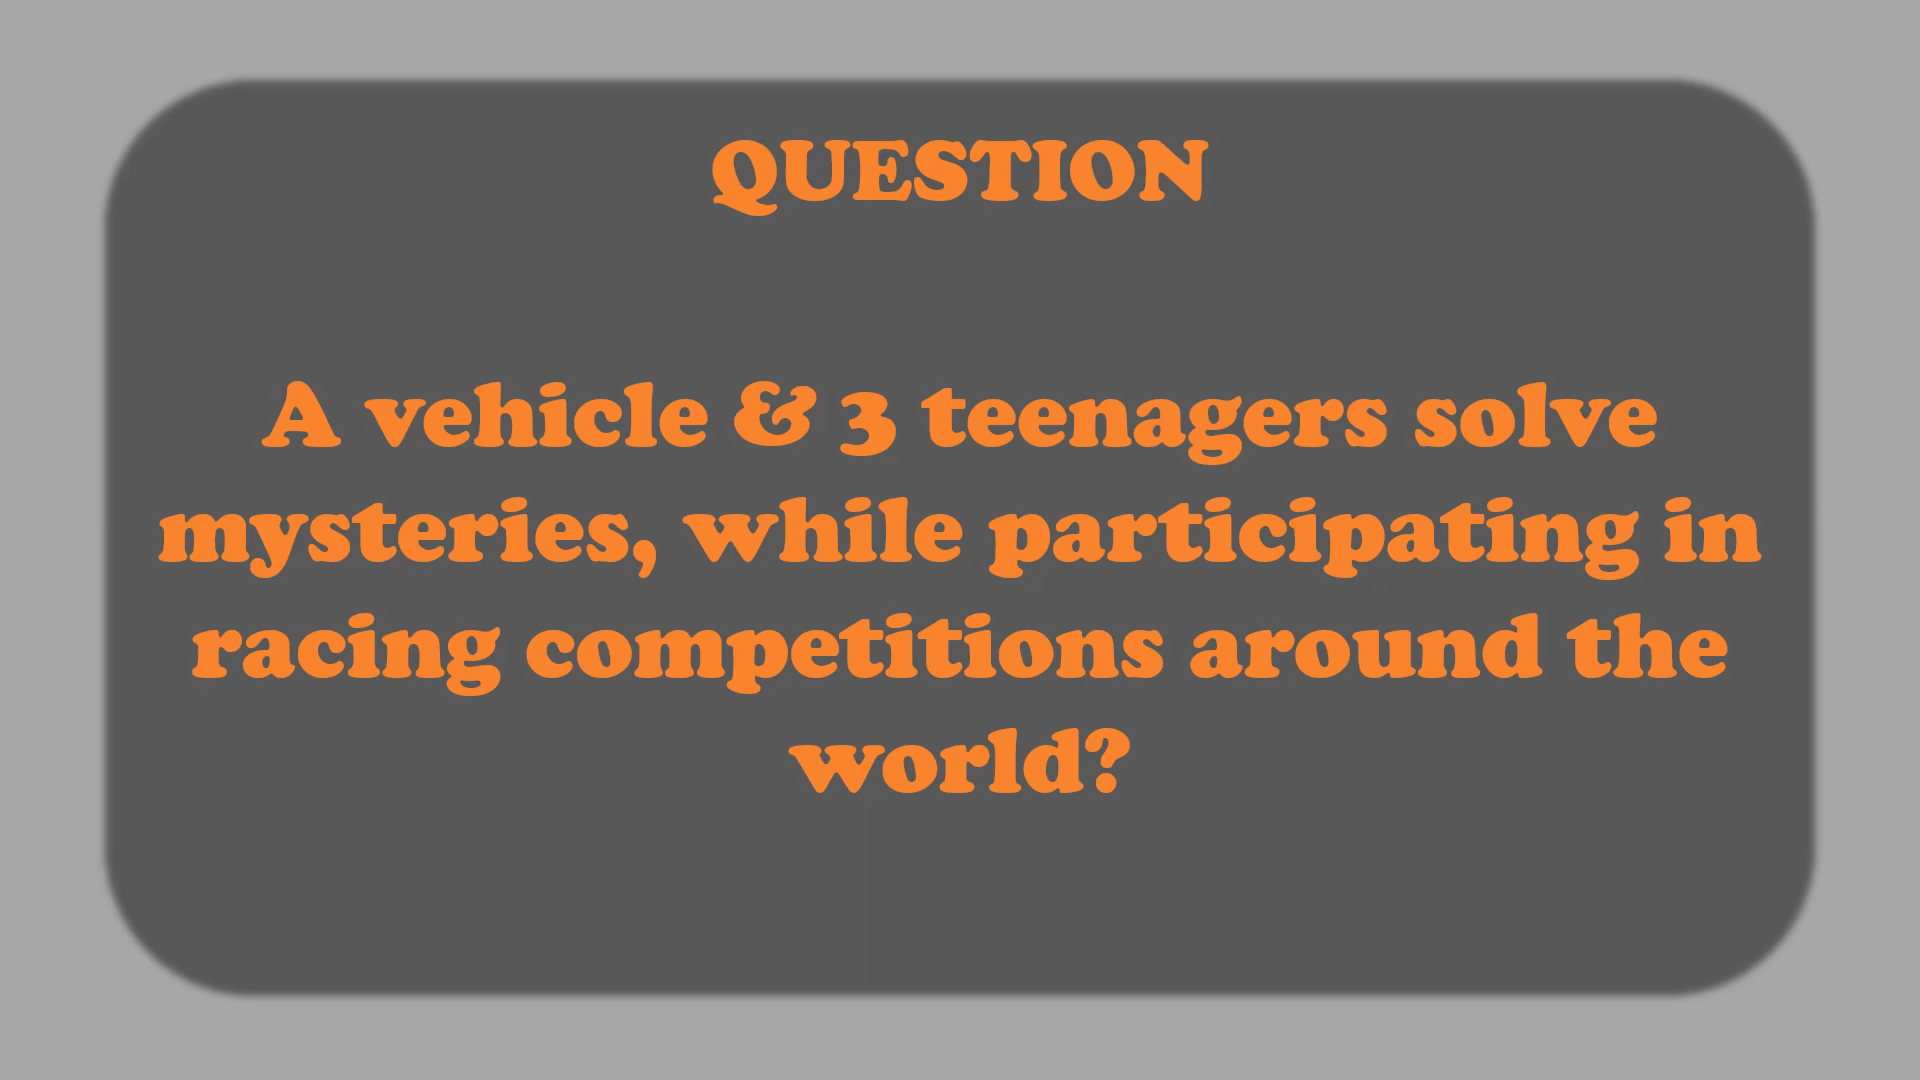 QUESTION
A vehicle & 3 teenagers solve
mysteries, while participating in
racing competitions around the
world?